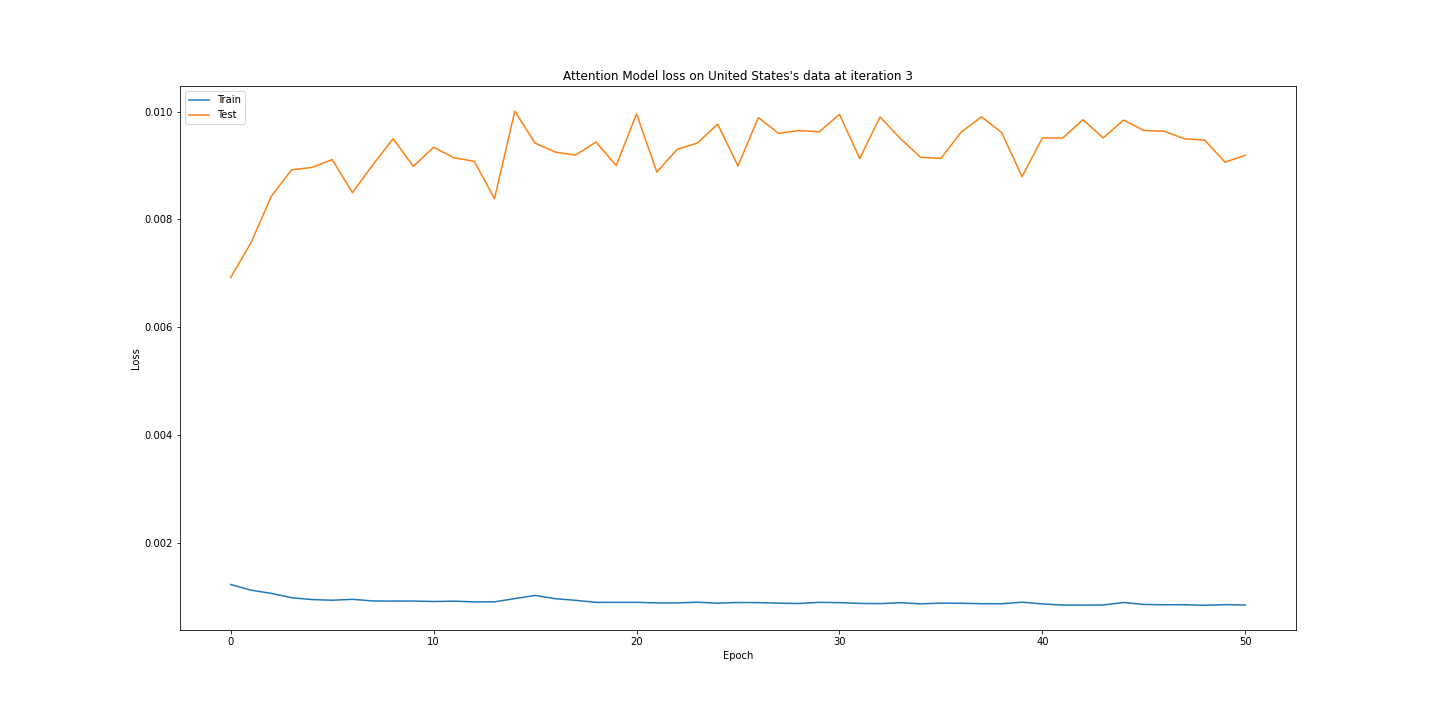 Attention Model loss on United States's data at iteration 3
Train
Test
0.010
0.008
0.006
0.004
0.002
Loss
0
10
20
30
40
50
Epoch